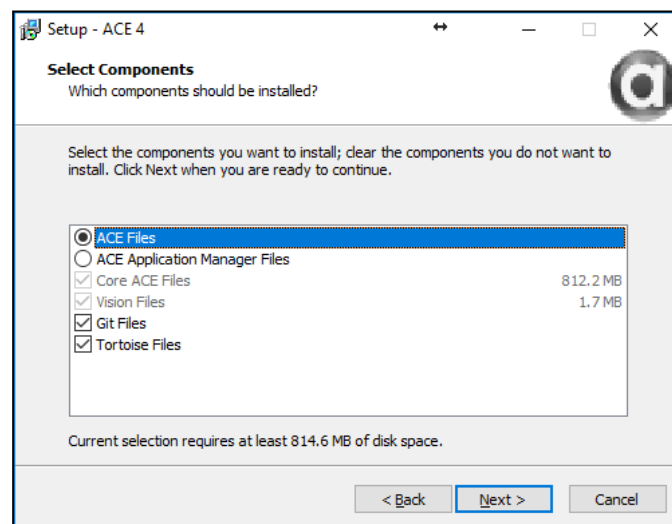 Setup - ACE 4
Select Components
Which components should be installed?
a
Select the components you want to install; clear the components you do not want to
install. Click Next when you are ready to continue.
ACE Files
ACE Application Manager Files
Core ACE Files 812.2 MB
Vision Files 1.7 MB
Git Files
Tortoise Files
Current selection requires at least 814.6 MB of disk space.
< Back Next > Cancel